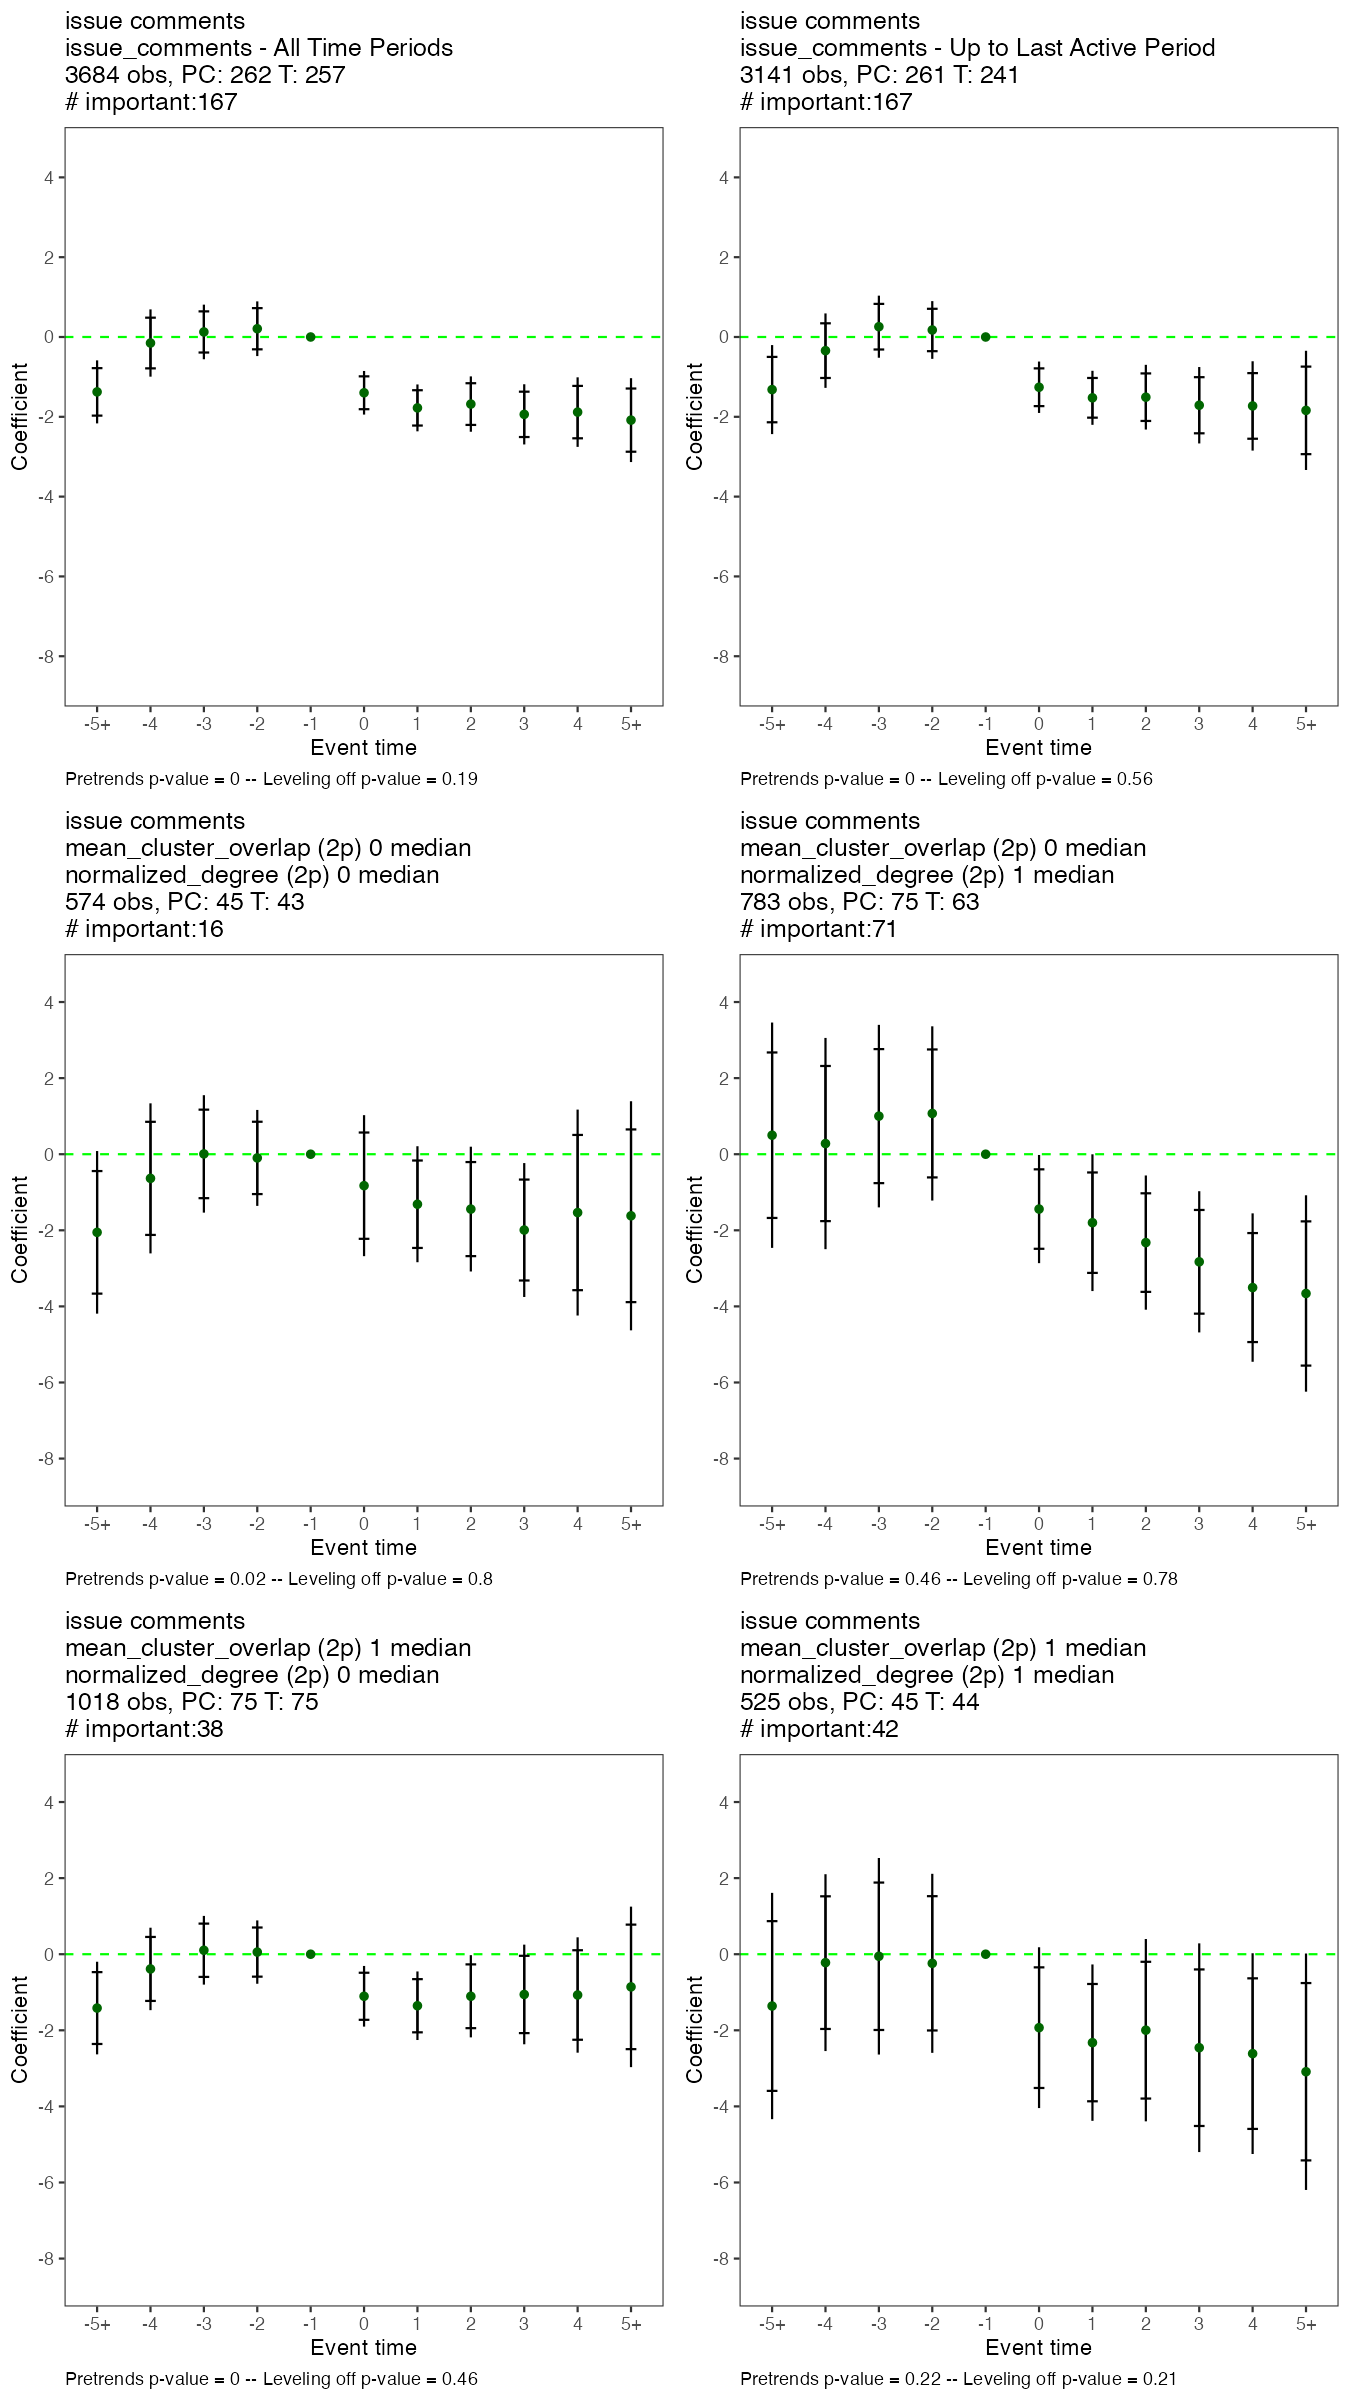 issue comments
issue_comments - All Time Periods
3684 obs, PC: 262 T: 257
# important:167
4
2
0
-2
-4
-6
-8
Coefficient
-5+ -4 -3 -2 -1 0 1 2 3 4 5+
Event time
Pretrends p-value = 0 -- Leveling off p-value = 0.19
issue comments
issue_comments - Up to Last Active Period
3141 obs, PC: 261 T: 241
# important:167
4
2
0
-2
-4
-6
-8
Coefficient
-5+ -4 -3 -2 -1 0 1 2 3 4 5+
Event time
Pretrends p-value = 0 -- Leveling off p-value = 0.56
issue comments
mean_cluster_overlap (2p) 0 median
normalized_degree (2p) 0 median
574 obs, PC: 45 T: 43
# important:16
4
2
0
-2
-4
-6
-8
Coefficient
-5+ -4 -3 -2 -1 0 1 2 3 4 5+
Event time
Pretrends p-value = 0.02 -- Leveling off p-value = 0.8
issue comments
mean_cluster_overlap (2p) 0 median
normalized_degree (2p) 1 median
783 obs, PC: 75 T: 63
# important:71
4
2
0
-2
-4
-6
-8
Coefficient
-5+ -4 -3 -2 -1 0 1 2 3 4 5+
Event time
Pretrends p-value = 0.46 -- Leveling off p-value = 0.78
issue comments
mean_cluster_overlap (2p) 1 median
normalized_degree (2p) 0 median
1018 obs, PC: 75 T: 75
# important:38
4
2
0
-2
-4
-6
-8
Coefficient
-5+ -4 -3 -2 -1 0 1 2 3 4 5+
Event time
Pretrends p-value = 0 -- Leveling off p-value = 0.46
issue comments
mean_cluster_overlap (2p) 1 median
normalized_degree (2p) 1 median
525 obs, PC: 45 T: 44
# important:42
4
2
0
-2
-4
-6
-8
Coefficient
-5+ -4 -3 -2 -1 0 1 2 3 4 5+
Event time
Pretrends p-value = 0.22 -- Leveling off p-value = 0.21